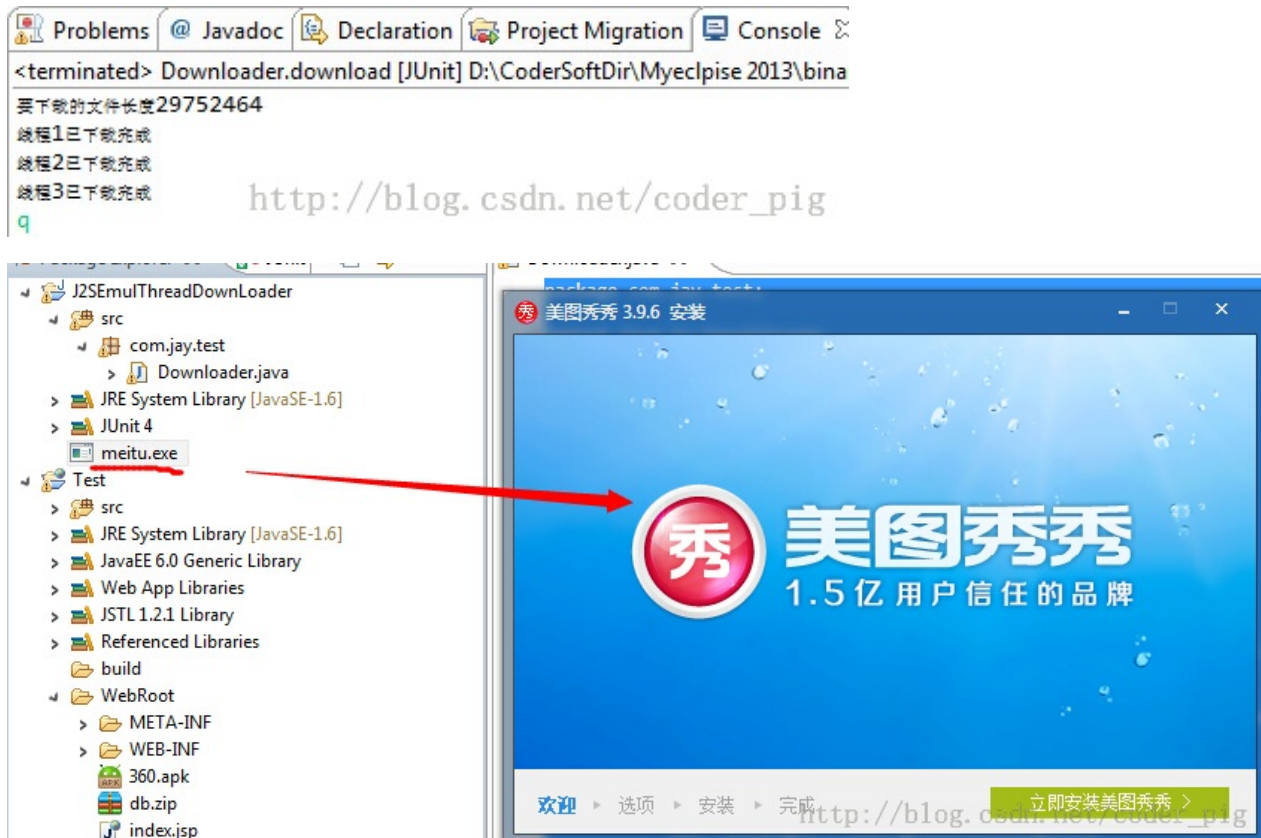 Problems @ Javadoc Declaration Project Migration Console
<terminated> Downloader.download [JUnit] D:\CoderSoftDir\Myeclpise 2013\bina
要下载的文件长度29752464
线程1已下载完成
线程2已下载完成
线程3已下载完成
http://blog.csdn.net/coder_pig
q
J2SEmulThreadDownLoader
src
com.jay.test
Downloader.java
JRE System Library [JavaSE-1.6]
JUnit 4
meitu.exe
Test
src
JRE System Library [JavaSE-1.6]
JavaEE 6.0 Generic Library
Web App Libraries
JSTL 1.2.1 Library
Referenced Libraries
build
WebRoot
META-INF
WEB-INF
360.apk
db.zip
index.jsp
package com.jay.test;
秀 美图秀秀 3.9.6 安装
秀
美图秀秀
1.5亿用户信任的品牌
欢迎 选项 安装 完成
立即安装美图秀秀 >
http://blog.csdn.net/coder_pig